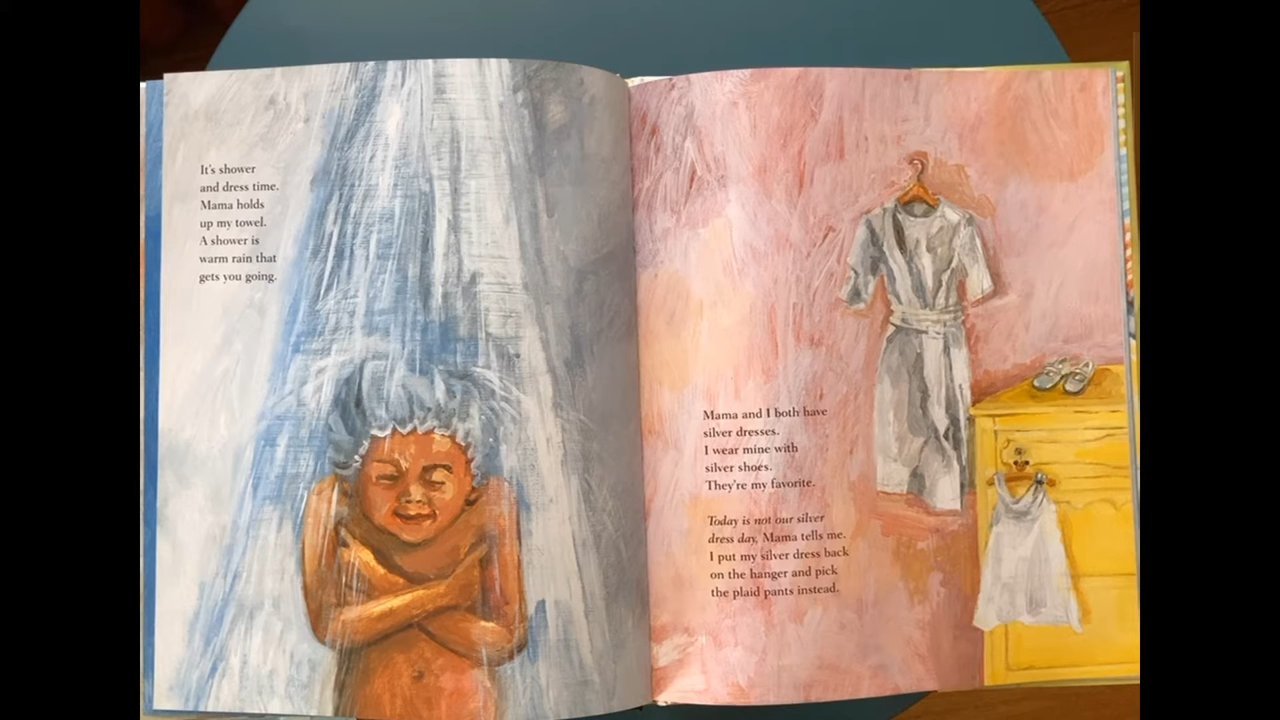 It's shower
and dress time.
Mama holds
up my towel.
A shower is
warm rain that
gets you going.
Mama and I both have
silver dresses.
I wear mine with
silver shoes.
They're my favorite.
Today is not our silver
dress day, Mama tells me.
I put my silver dress back
on the hanger and pick
the plaid pants instead.